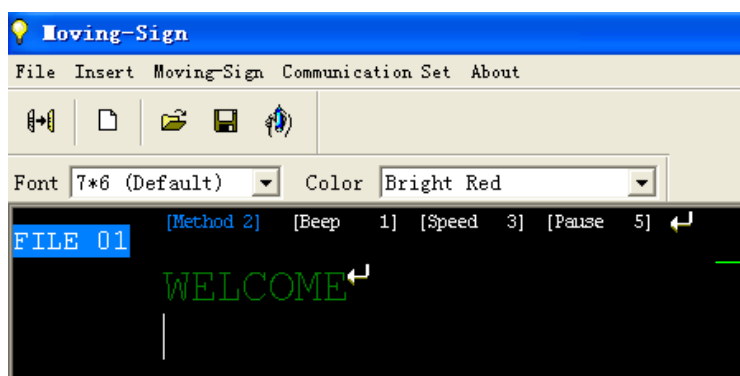 Moving-Sign
File Insert Moving-Sign Communication Set About
Font 7*6 (Default) Color Bright Red
[Method 2] [Beep 1] [Speed 3] [Pause 5]
FILE 01
WELCOME